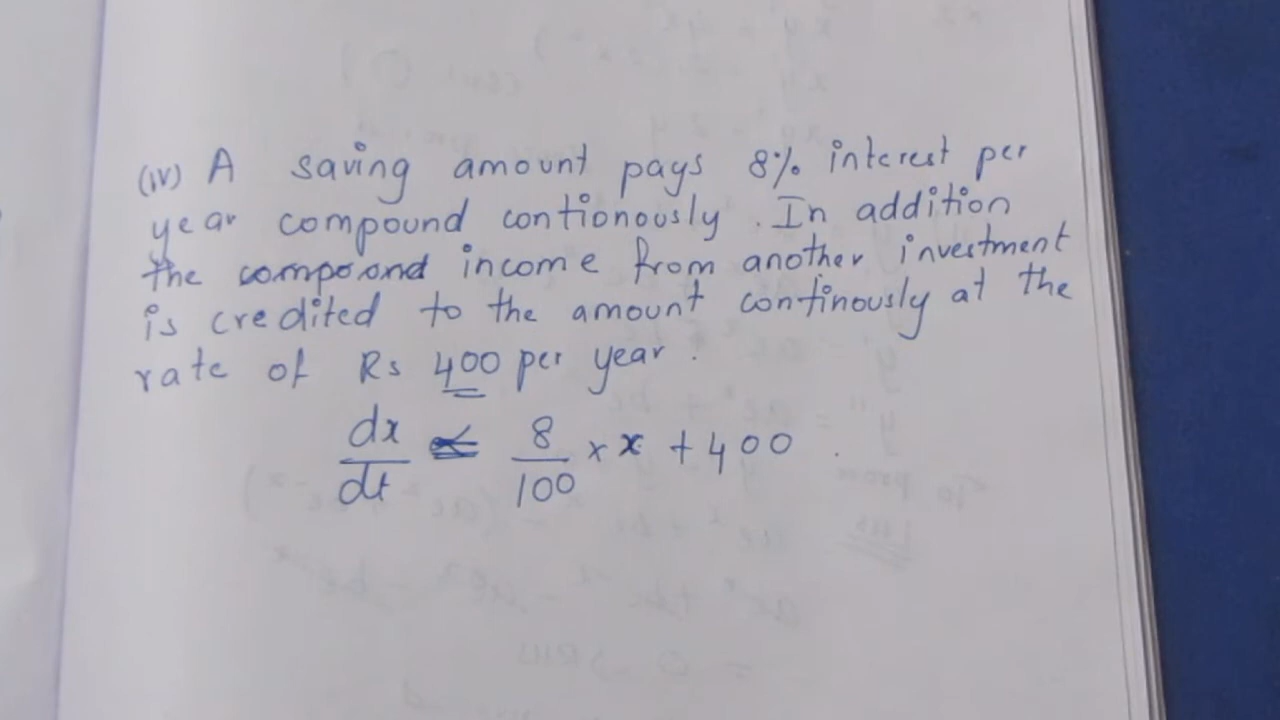 (iv) A saving amount pays 8% interest per
year compound contionously. In addition
the compoond income from another investment
is credited to the amount continously at the
rate of Rs 400 per year.
dx/dt = 8/100 × x + 400.